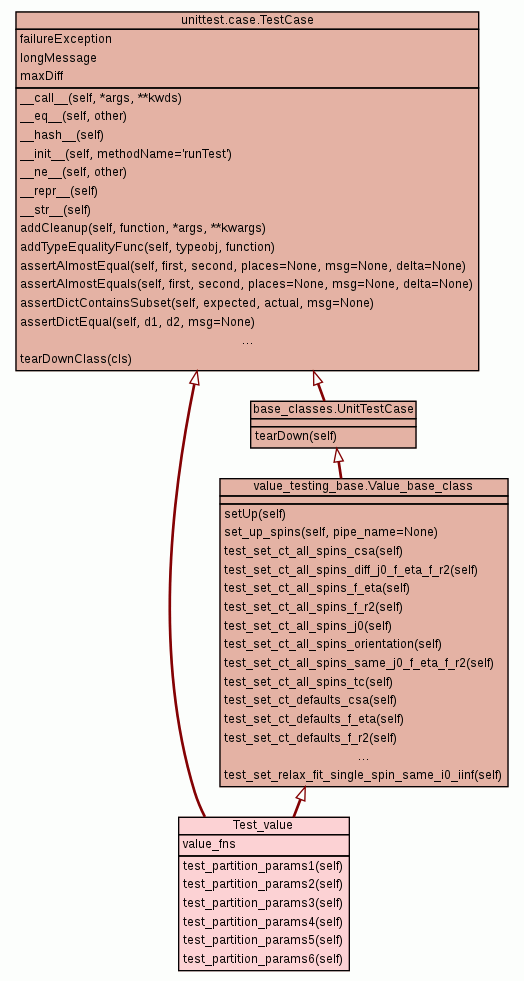 unittest.case.TestCase
failureException
longMessage
maxDiff
__call__(self, *args, **kwds)
__eq__(self, other)
__hash__(self)
__init__(self, methodName='runTest')
__ne__(self, other)
__repr__(self)
__str__(self)
addCleanup(self, function, *args, **kwargs)
addTypeEqualityFunc(self, typeobj, function)
assertAlmostEqual(self, first, second, places=None, msg=None, delta=None)
assertAlmostEquals(self, first, second, places=None, msg=None, delta=None)
assertDictContainsSubset(self, expected, actual, msg=None)
assertDictEqual(self, d1, d2, msg=None)
...
tearDownClass(cls)
base_classes.UnitTestCase
tearDown(self)
value_testing_base.Value_base_class
setUp(self)
set_up_spins(self, pipe_name=None)
test_set_ct_all_spins_csa(self)
test_set_ct_all_spins_diff_j0_f_eta_f_r2(self)
test_set_ct_all_spins_f_eta(self)
test_set_ct_all_spins_f_r2(self)
test_set_ct_all_spins_j0(self)
test_set_ct_all_spins_orientation(self)
test_set_ct_all_spins_same_j0_f_eta_f_r2(self)
test_set_ct_all_spins_tc(self)
test_set_ct_defaults_csa(self)
test_set_ct_defaults_f_eta(self)
test_set_ct_defaults_f_r2(self)
...
test_set_relax_fit_single_spin_same_i0_iinf(self)
Test_value
value_fns
test_partition_params1(self)
test_partition_params2(self)
test_partition_params3(self)
test_partition_params4(self)
test_partition_params5(self)
test_partition_params6(self)